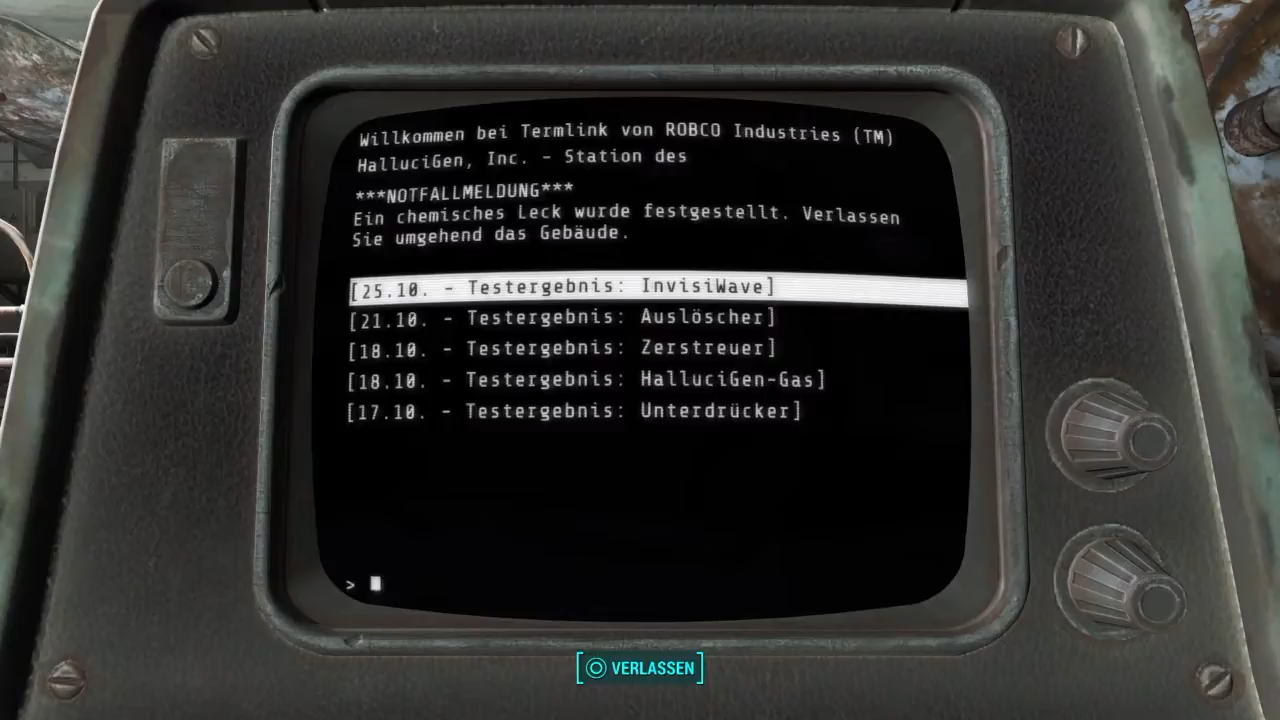 Willkommen bei Termlink von ROBCO Industries (TM)
HalluciGen, Inc. - Station des
***NOTFALLMELDUNG***
Ein chemisches Leck wurde festgestellt. Verlassen
Sie umgehend das Gebäude.
[25.10. - Testergebnis: InvisiWave]
[21.10. - Testergebnis: Auslöscher]
[18.10. - Testergebnis: Zerstreuer]
[18.10. - Testergebnis: HalluciGen-Gas]
[17.10. - Testergebnis: Unterdrücker]
>
[VERLASSEN]